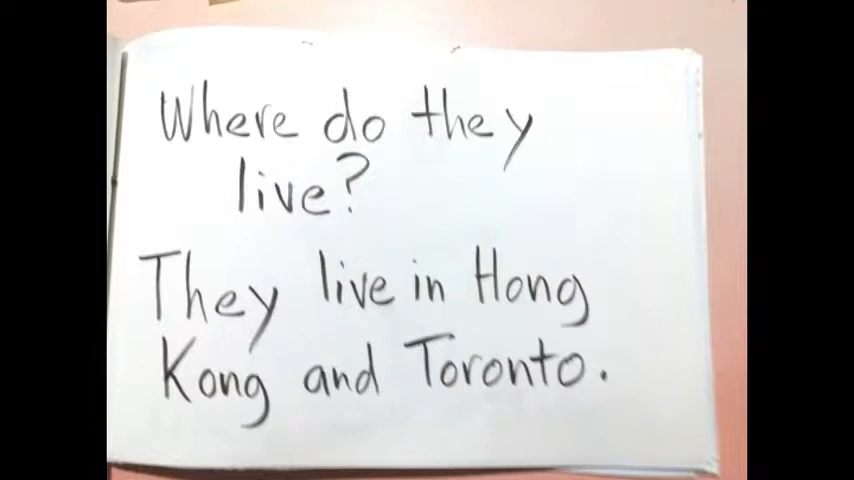 Where do they
live?
They live in Hong
Kong and Toronto.